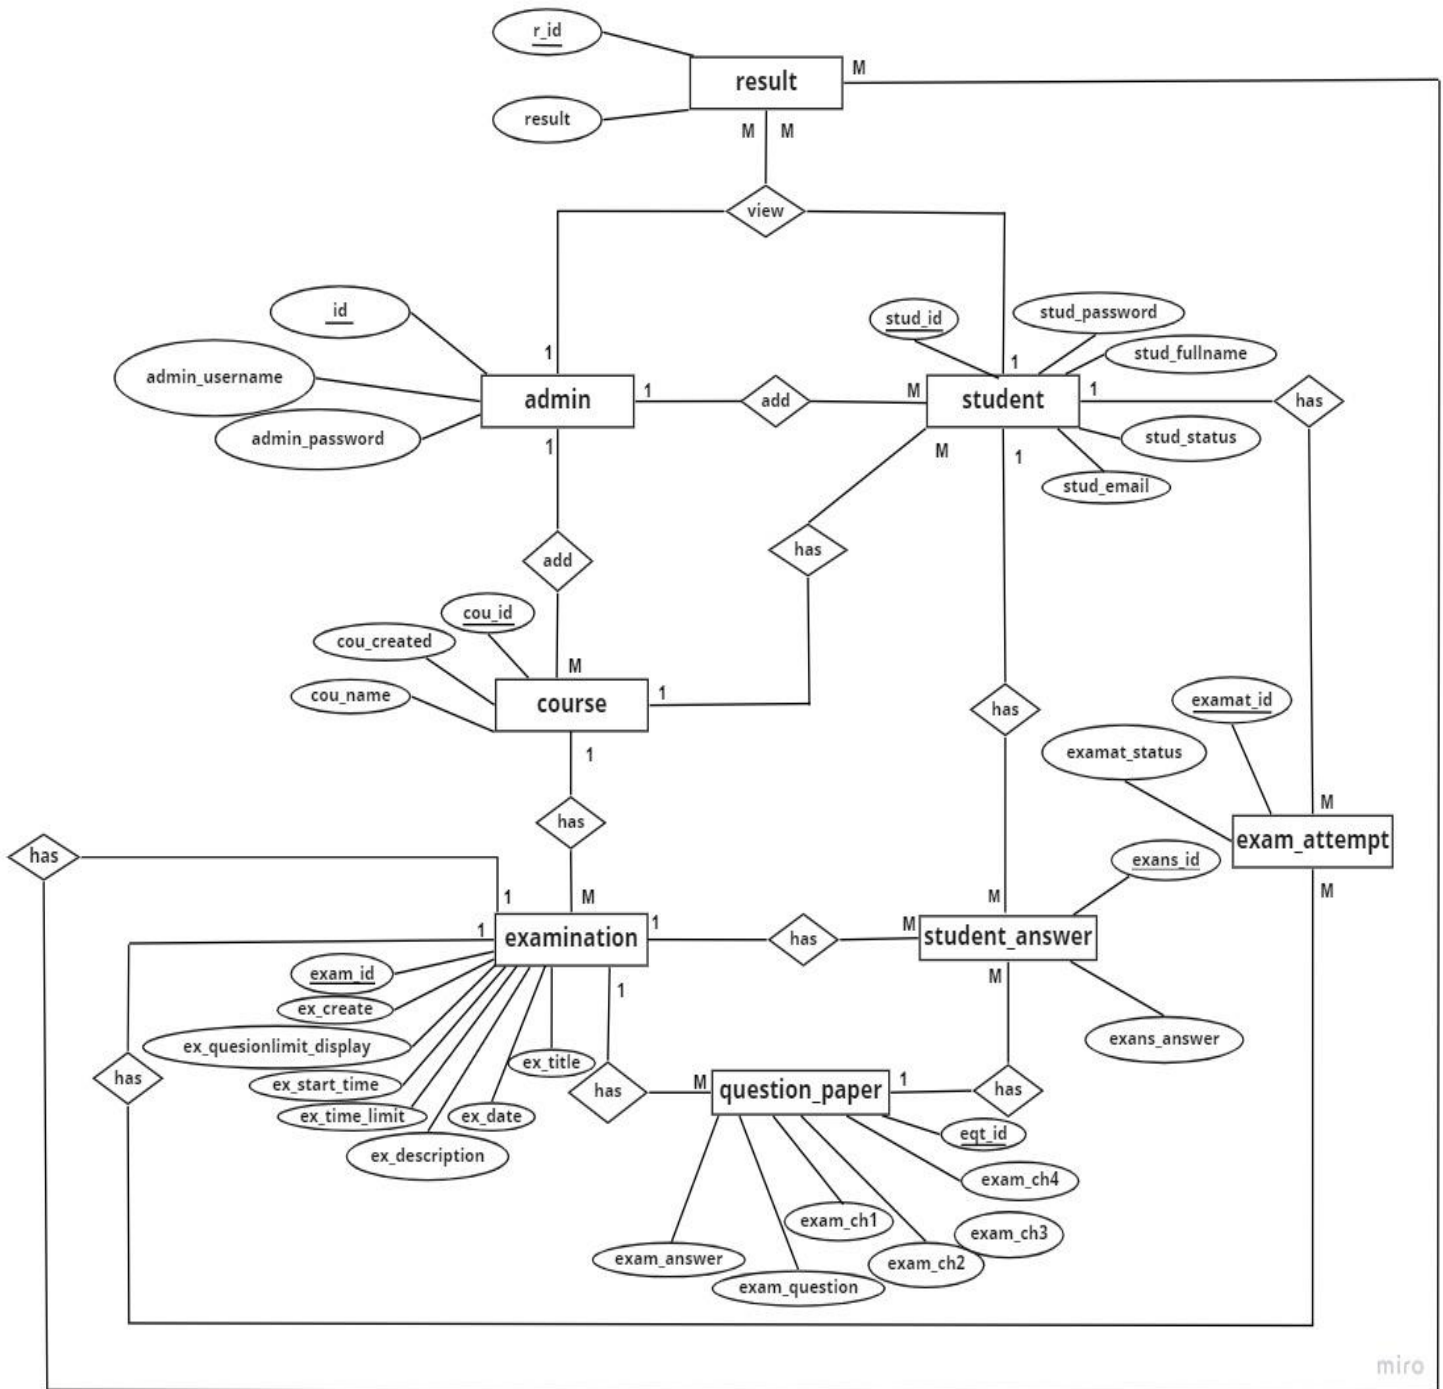 r_id
result
M
result
M M
view
id
stud_id
stud_password
stud_fullname
admin_username
1
1
admin
1
add
M
student
1
has
admin_password
1
M
1
stud_status
stud_email
has
add
cou_id
cou_created
cou_name
M
course
1
has
examat_id
examat_status
1
has
M
exam_attempt
M
has
exans_id
1
M
M
1
examination
1
has
M
student_answer
M
exam_id
1
ex_create
exans_answer
ex_quesionlimit_display
ex_title
has
ex_start_time
has
M
question_paper
1
has
ex_time_limit
ex_date
eqt_id
ex_description
exam_ch4
exam_ch1
exam_ch3
exam_answer
exam_ch2
exam_question
miro